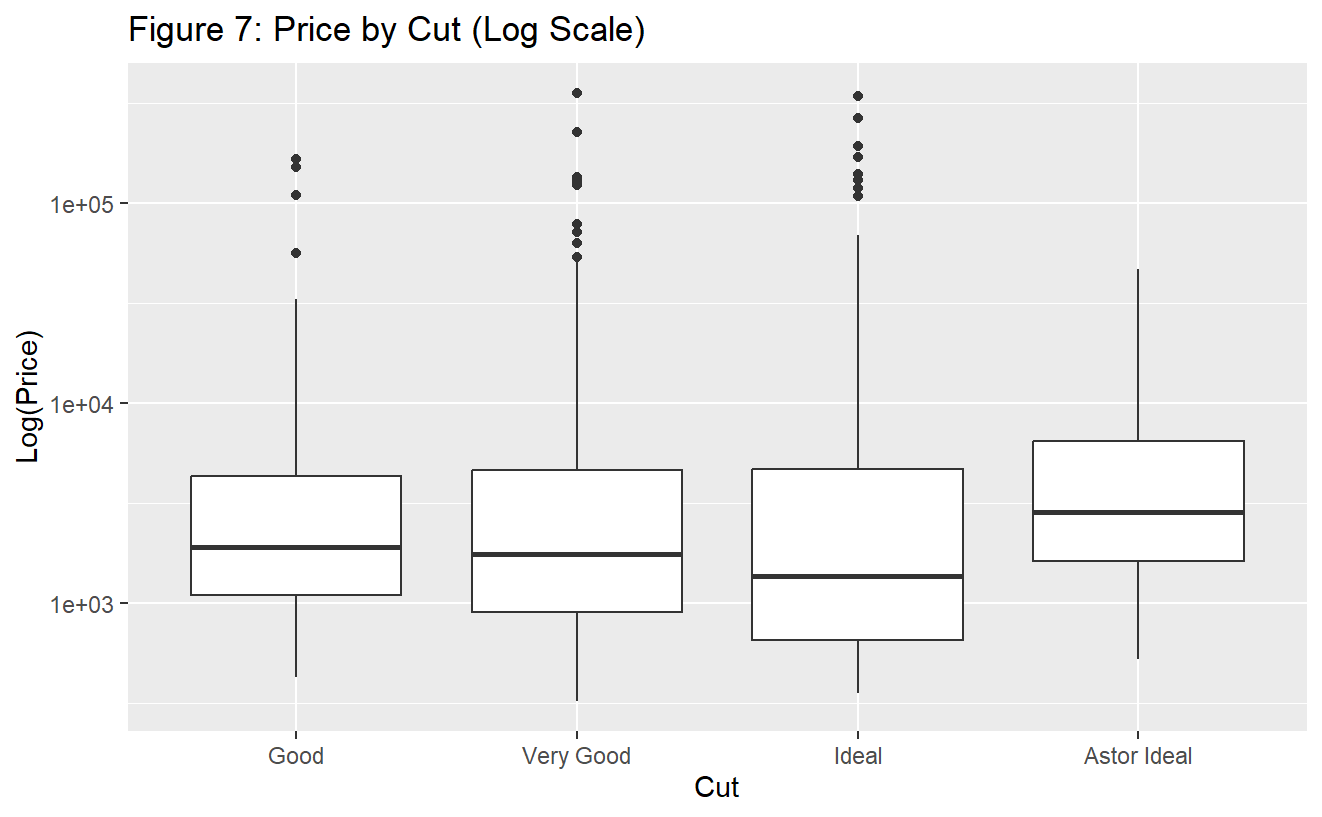 Figure 7: Price by Cut (Log Scale)
Log(Price)
1e+05
1e+04
1e+03
Good Very Good Ideal Astor Ideal
Cut